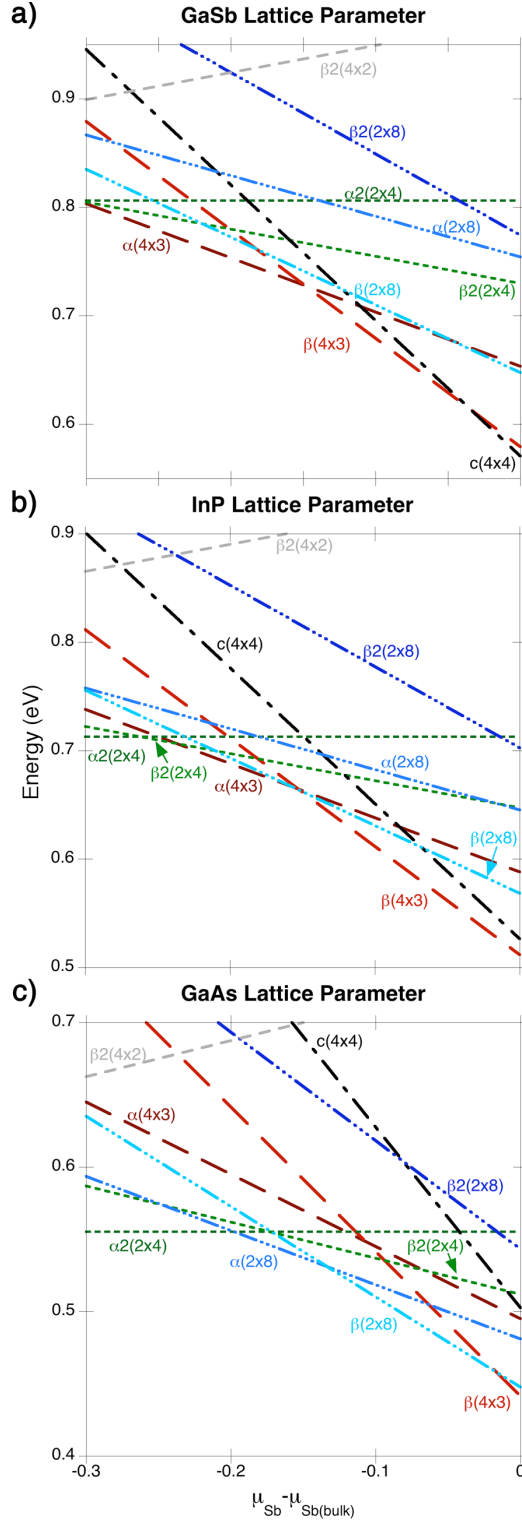 a)
GaSb Lattice Parameter
β2(4x2)
β2(2x8)
0.9
α2(2x4)
0.8
α(2x8)
α(4x3)
β(2x8)
β2(2x4)
0.7
β(4x3)
0.6
c(4x4)
b)
InP Lattice Parameter
0.9
β2(4x2)
c(4x4)
β2(2x8)
0.8
α2(2x4)
α(2x8)
0.7
β2(2x4)
α(4x3)
Energy (eV)
β(2x8)
0.6
β(4x3)
0.5
c)
GaAs Lattice Parameter
0.7
β2(4x2)
c(4x4)
α(4x3)
0.6
β2(2x8)
α2(2x4)
α(2x8)
β2(2x4)
0.5
β(2x8)
β(4x3)
0.4
-0.3 -0.2 -0.1 0
μSb-μSb(bulk)